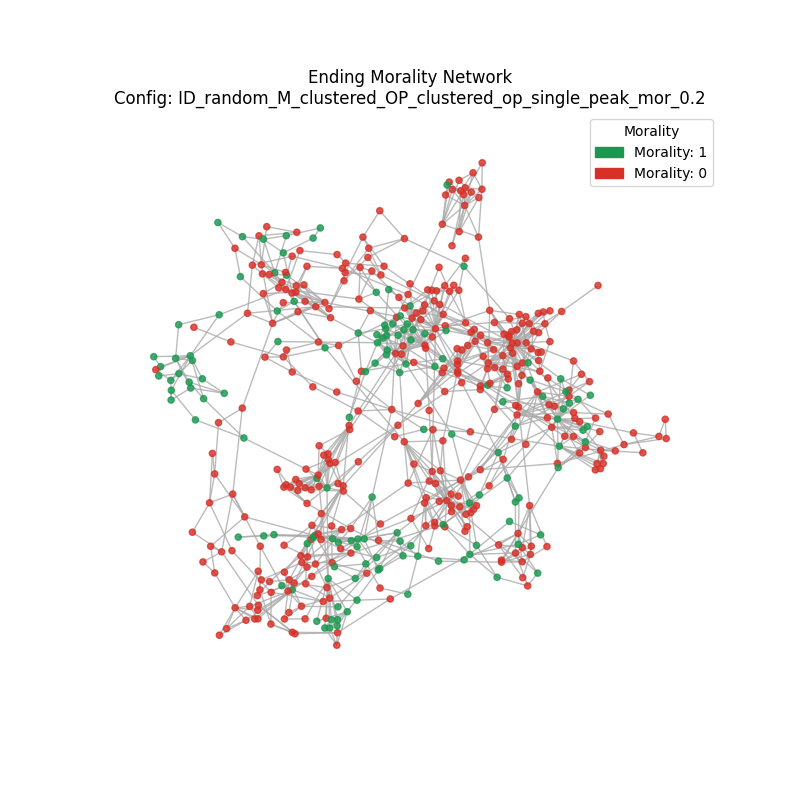 Ending Morality Network
Config: ID_random_M_clustered_OP_clustered_op_single_peak_mor_0.2
Morality
Morality: 1
Morality: 0